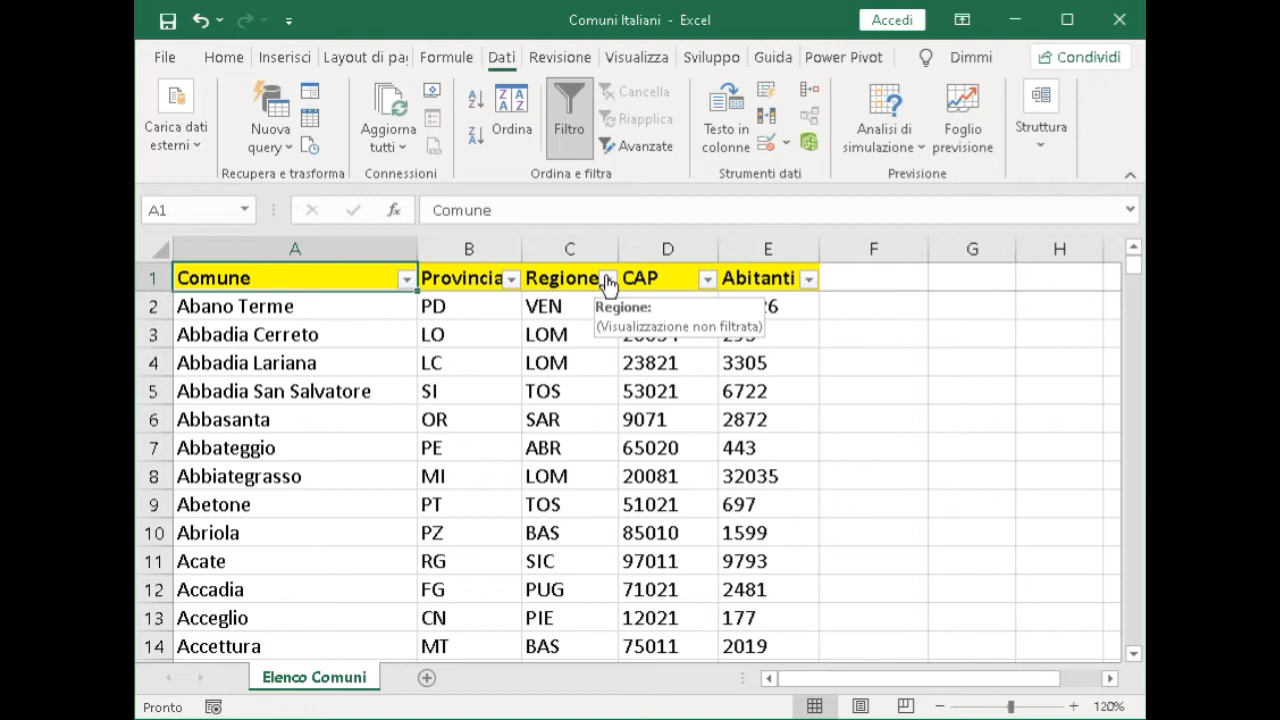 Comuni Italiani - Excel
Accedi
File Home Inserisci Layout di pag Formule Dati Revisione Visualizza Sviluppo Guida Power Pivot Dimmi Condividi
Carica dati esterni
Nuova query
Aggiorna tutti
Ordina
Filtro
Cancella
Riapplica
Avanzate
Testo in colonne
Analisi di simulazione
Foglio previsione
Struttura
Recupera e trasforma Connessioni Ordina e filtra Strumenti dati Previsione
A1 fx Comune
A B C D E F G H
1 Comune Provincia Regione CAP Abitanti
2 Abano Terme PD VEN
Regione:
(Visualizzazione non filtrata)
3 Abbadia Cerreto LO LOM
4 Abbadia Lariana LC LOM 23821 3305
5 Abbadia San Salvatore SI TOS 53021 6722
6 Abbasanta OR SAR 9071 2872
7 Abbateggio PE ABR 65020 443
8 Abbiategrasso MI LOM 20081 32035
9 Abetone PT TOS 51021 697
10 Abriola PZ BAS 85010 1599
11 Acate RG SIC 97011 9793
12 Accadia FG PUG 71021 2481
13 Acceglio CN PIE 12021 177
14 Accettura MT BAS 75011 2019
Elenco Comuni
Pronto 120%